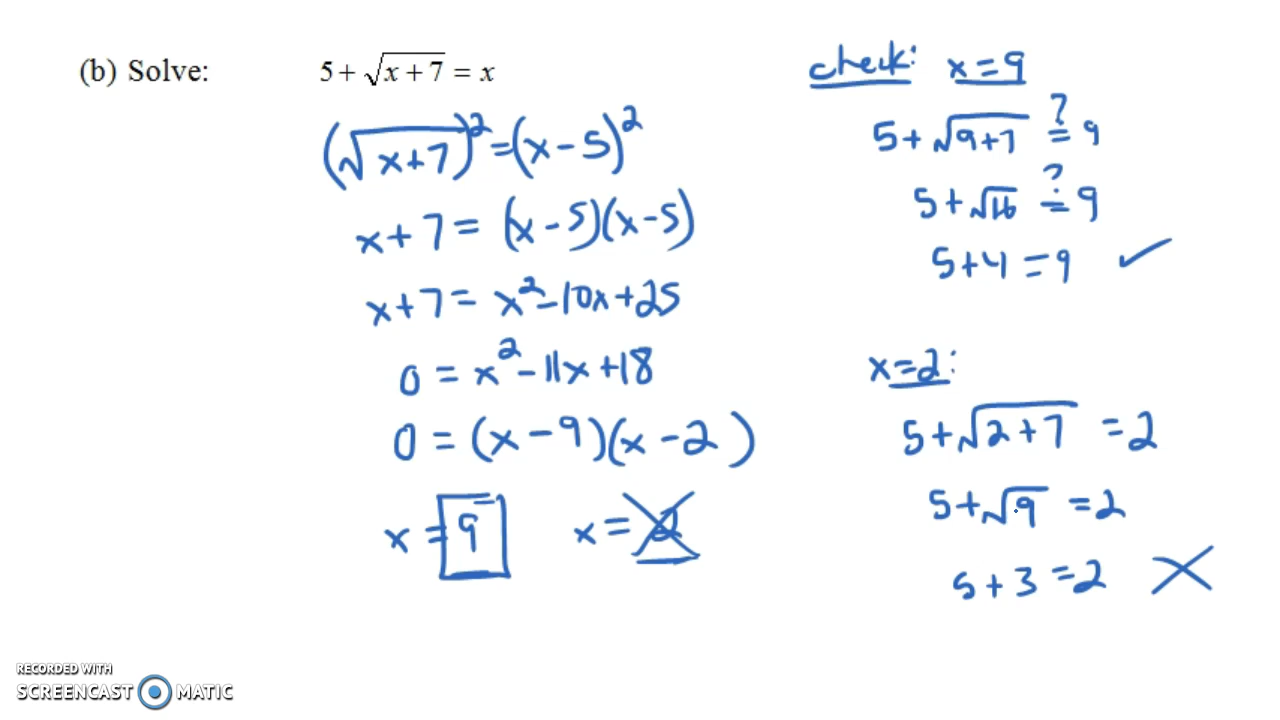 (b) Solve: 5 + √(x + 7) = x
(√(x+7))² = (x-5)²
x+7 = (x-5)(x-5)
x+7 = x²-10x+25
0 = x²-11x+18
0 = (x-9)(x-2)
x = 9 x = 2
check: x=9
5+√(9+7) ?= 9
5+√16 ?= 9
5+4 = 9 ✓
x=2:
5+√(2+7) = 2
5+√9 = 2
5+3 = 2 X
RECORDED WITH
SCREENCAST MATIC